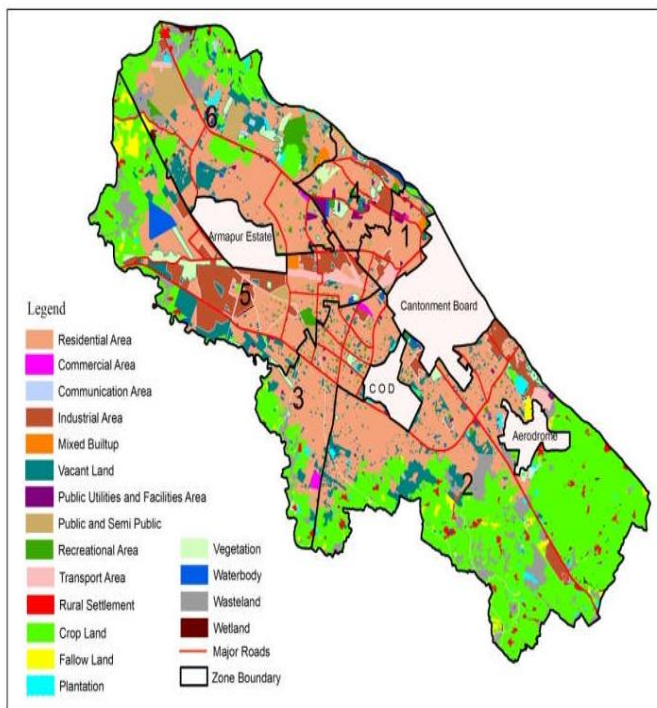 6
4
1
Armapur Estate
5
Cantonment Board
7
C O D
3
Aerodrome
2
Legend
Residential Area
Commercial Area
Communication Area
Industrial Area
Mixed Builtup
Vacant Land
Public Utilities and Facilities Area
Public and Semi Public
Recreational Area
Transport Area
Rural Settlement
Crop Land
Fallow Land
Plantation
Vegetation
Waterbody
Wasteland
Wetland
Major Roads
Zone Boundary